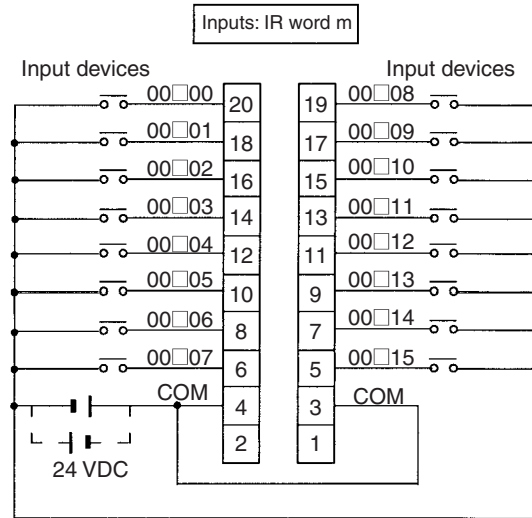 Inputs: IR word m
Input devices Input devices
00□00 20 19 00□08
00□01 18 17 00□09
00□02 16 15 00□10
00□03 14 13 00□11
00□04 12 11 00□12
00□05 10 9 00□13
00□06 8 7 00□14
00□07 6 5 00□15
COM 4 3 COM
2 1
24 VDC